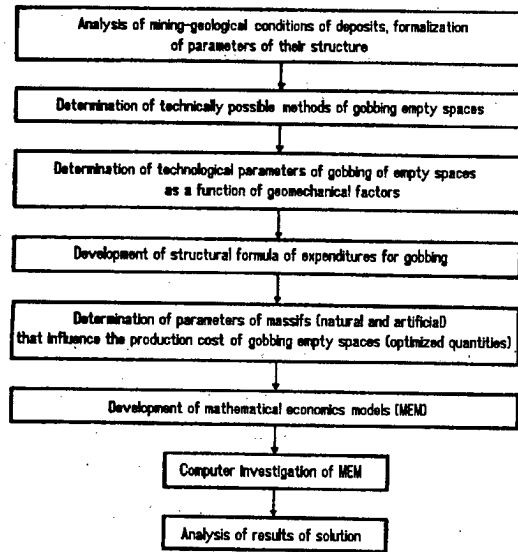 Analysis of mining-geological conditions of deposits, formalization
of parameters of their structure
Determination of technically possible methods of gobbing empty spaces
Determination of technological parameters of gobbing of empty spaces
as a function of geomechanical factors
Development of structural formula of expenditures for gobbing
Determination of parameters of massifs (natural and artificial)
that influence the production cost of gobbing empty spaces (optimized quantities)
Development of mathematical economics models (MEM)
Computer investigation of MEM
Analysis of results of solution